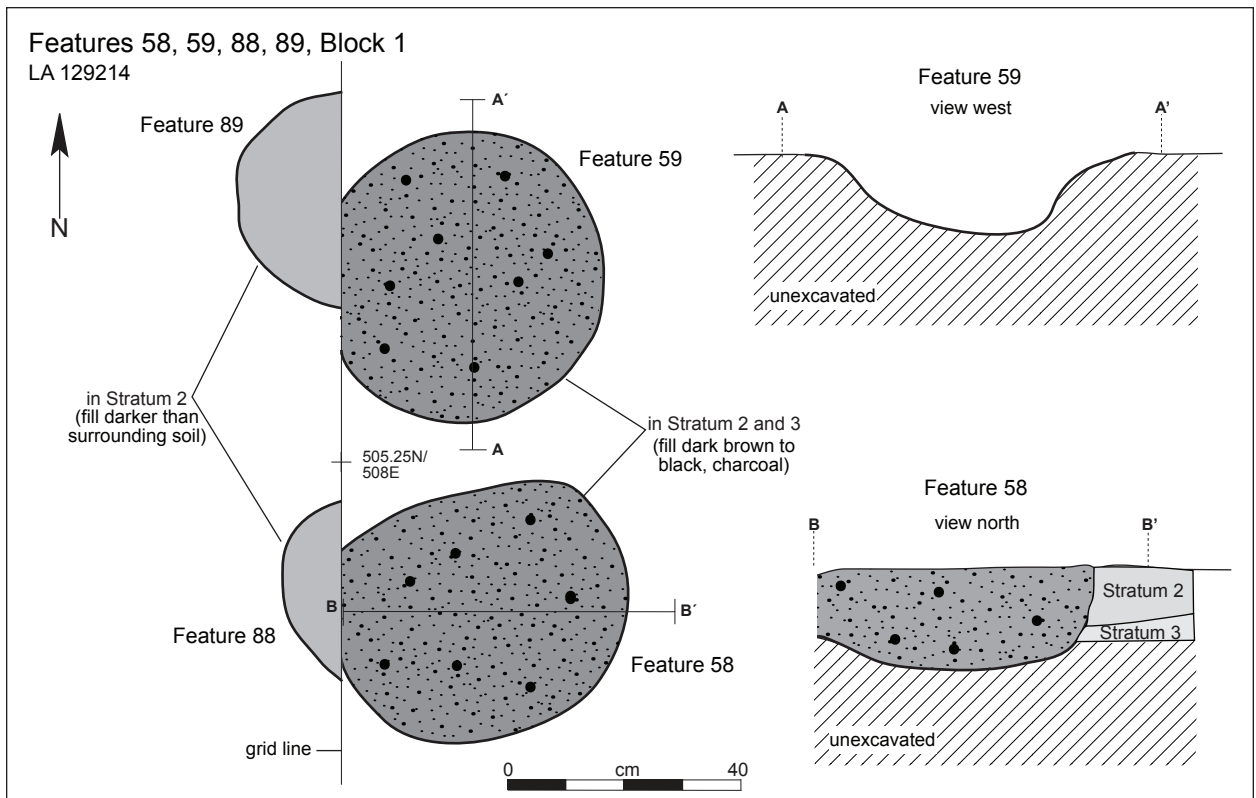 Features 58, 59, 88, 89, Block 1
LA 129214
N
Feature 89
A´
Feature 59
in Stratum 2
(fill darker than
surrounding soil)
505.25N/
508E
A
in Stratum 2 and 3
(fill dark brown to
black, charcoal)
B
B´
Feature 88
Feature 58
grid line
0 cm 40
Feature 59
view west
A A’
unexcavated
Feature 58
view north
B B’
Stratum 2
Stratum 3
unexcavated